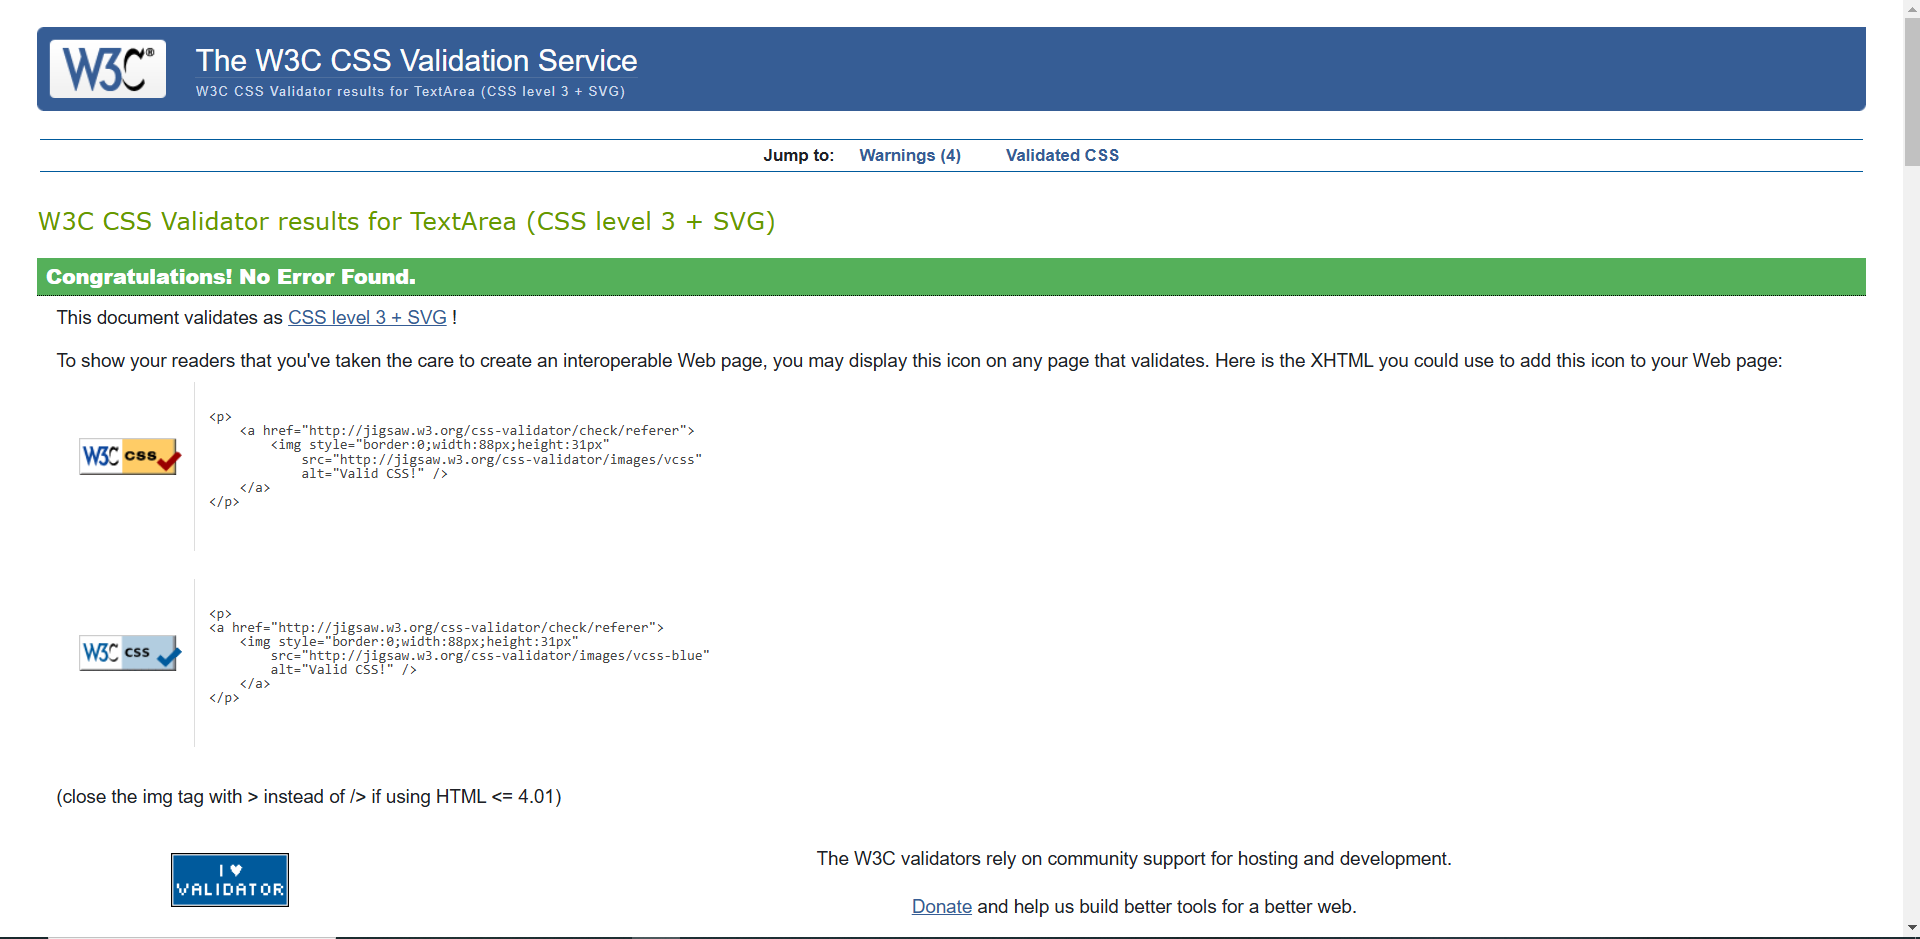 W3C®
The W3C CSS Validation Service
W3C CSS Validator results for TextArea (CSS level 3 + SVG)
Jump to: Warnings (4) Validated CSS
W3C CSS Validator results for TextArea (CSS level 3 + SVG)
Congratulations! No Error Found.
This document validates as CSS level 3 + SVG !
To show your readers that you've taken the care to create an interoperable Web page, you may display this icon on any page that validates. Here is the XHTML you could use to add this icon to your Web page:
W3C css
<p>
    <a href="http://jigsaw.w3.org/css-validator/check/referer">
        <img style="border:0;width:88px;height:31px"
            src="http://jigsaw.w3.org/css-validator/images/vcss"
            alt="Valid CSS!" />
    </a>
</p>
W3C css
<p>
<a href="http://jigsaw.w3.org/css-validator/check/referer">
    <img style="border:0;width:88px;height:31px"
        src="http://jigsaw.w3.org/css-validator/images/vcss-blue"
        alt="Valid CSS!" />
    </a>
</p>
(close the img tag with > instead of /> if using HTML <= 4.01)
I ♥
VALIDATOR
The W3C validators rely on community support for hosting and development.
Donate and help us build better tools for a better web.